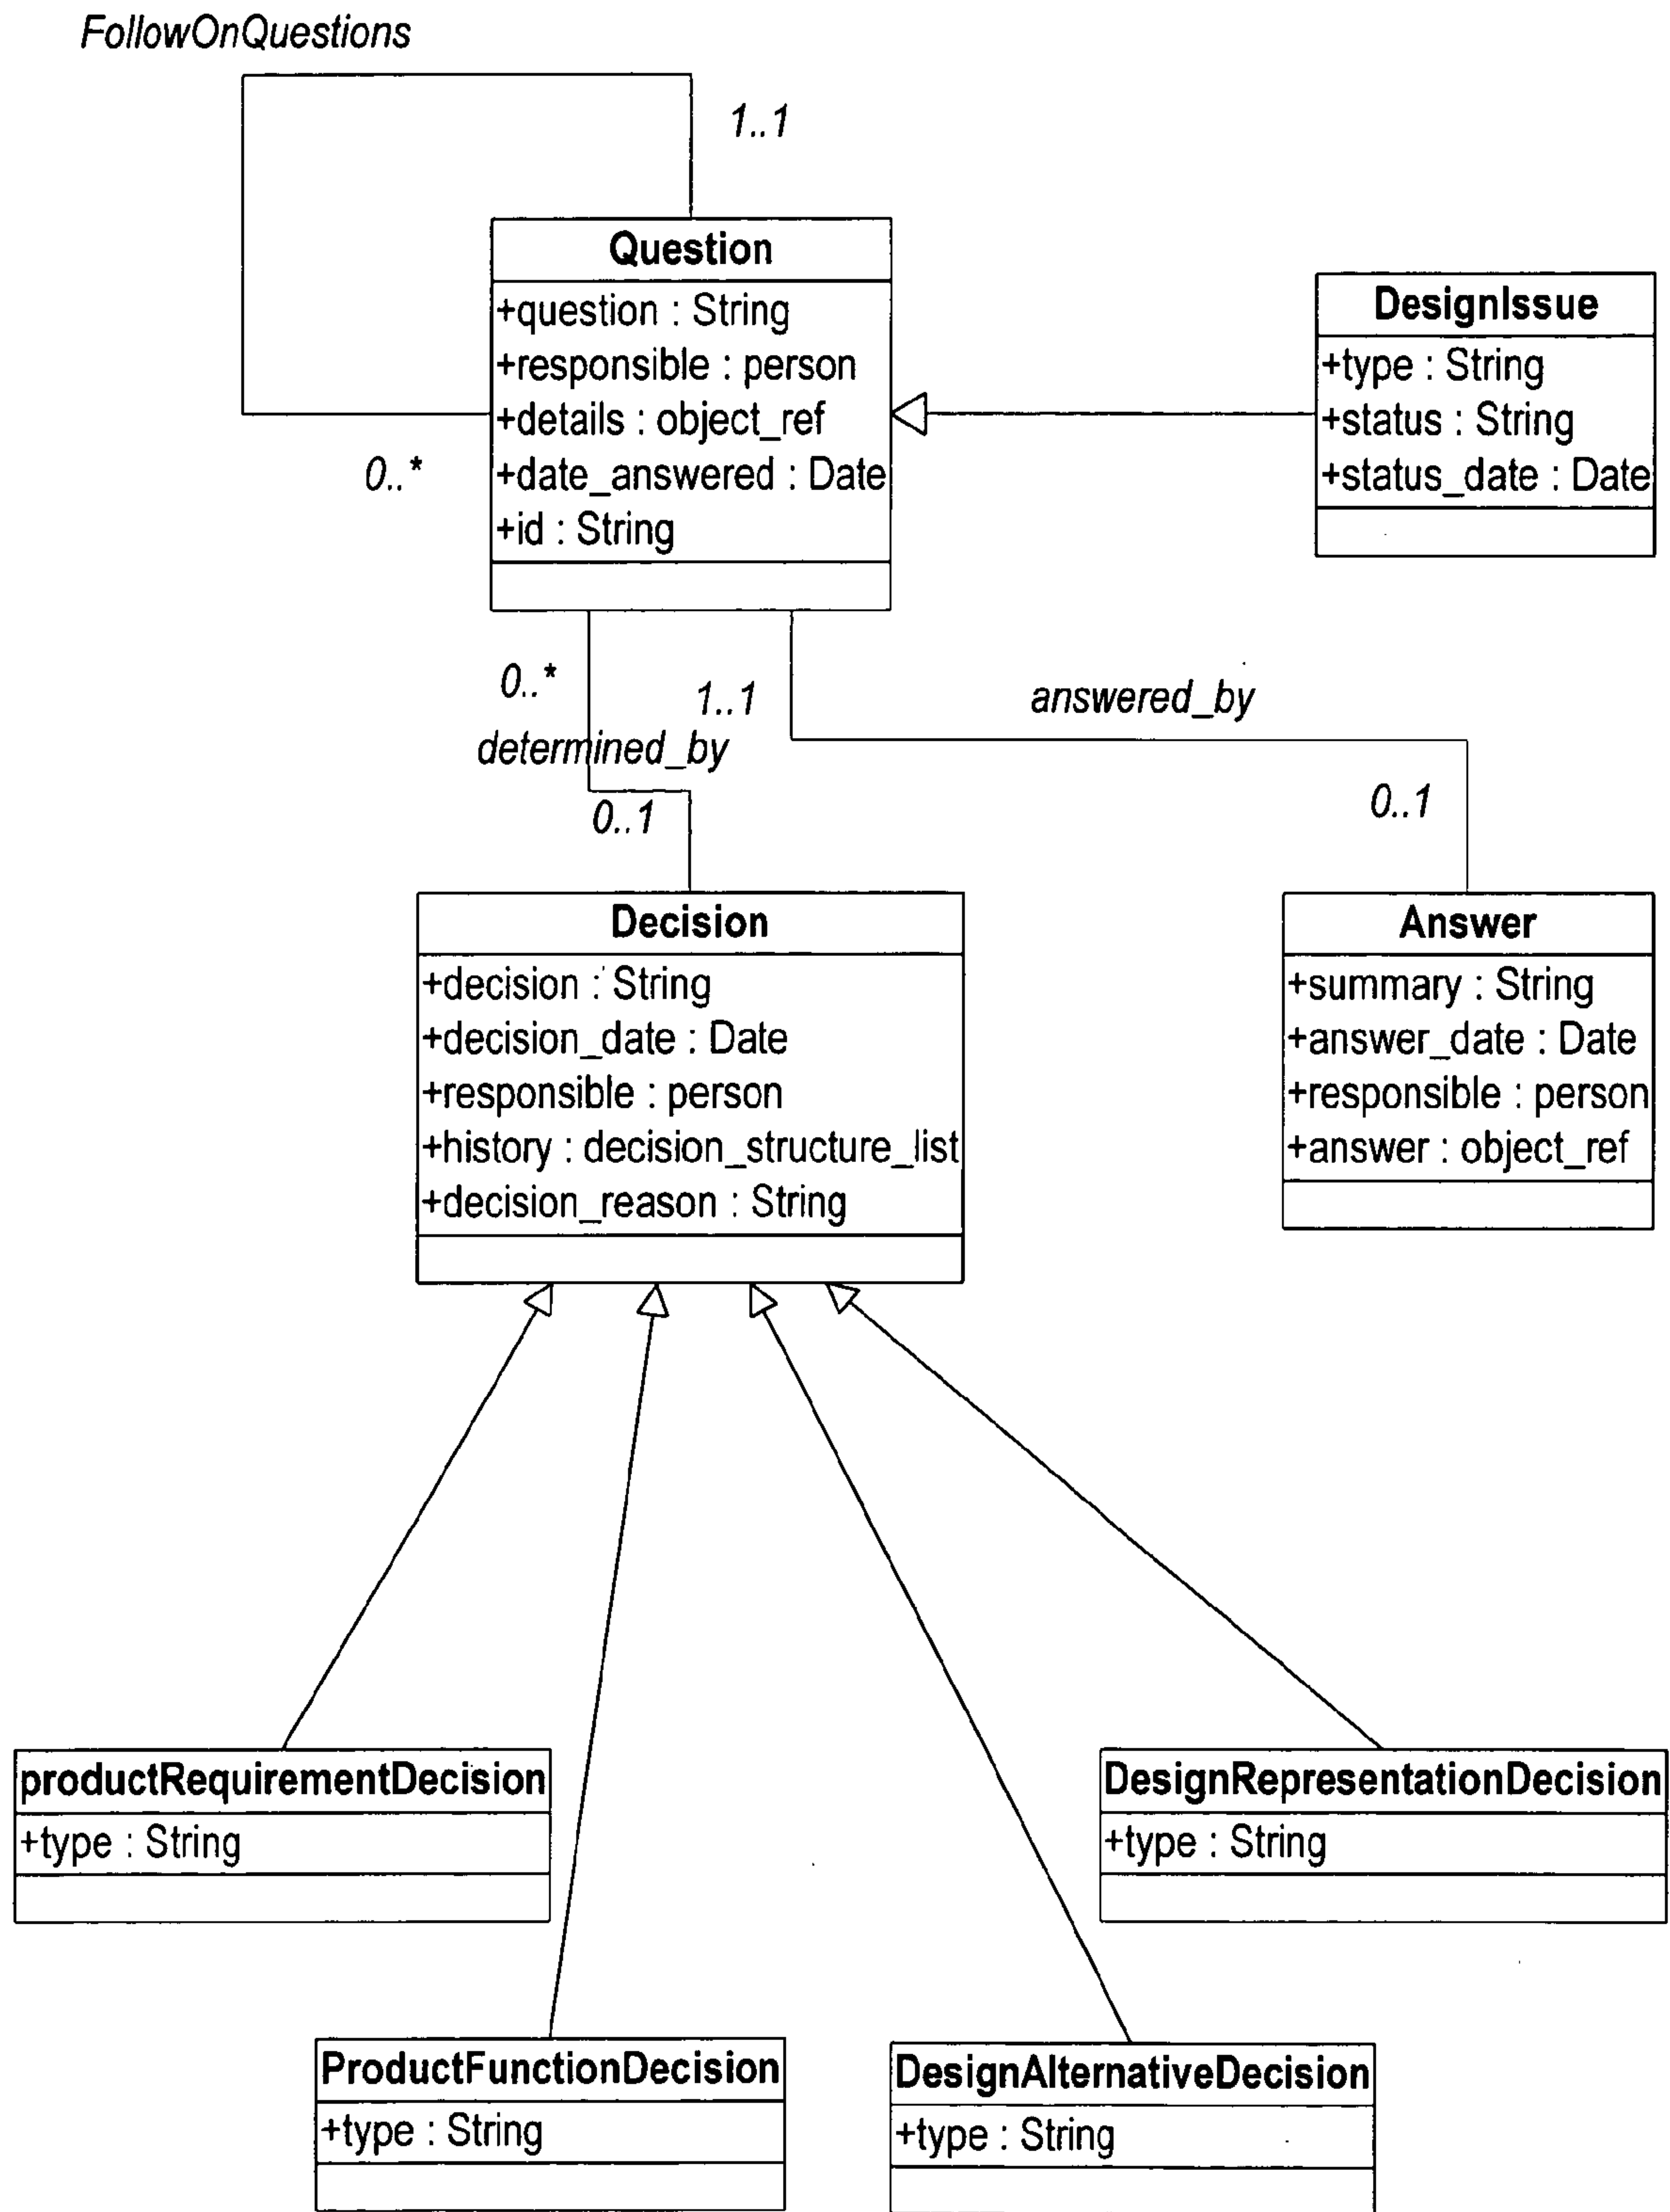 FollowOnQuestions
1..1
Question
+question : String
+responsible : person
+details : object_ref
+date_answered : Date
+id : String
0..*
DesignIssue
+type : String
+status : String
+status_date : Date
0..*
1..1
answered_by
determined_by
0..1
0..1
Decision
+decision : String
+decision_date : Date
+responsible : person
+history : decision_structure_list
+decision_reason : String
Answer
+summary : String
+answer_date : Date
+responsible : person
+answer : object_ref
productRequirementDecision
+type : String
DesignRepresentationDecision
+type : String
ProductFunctionDecision
+type : String
DesignAlternativeDecision
+type : String